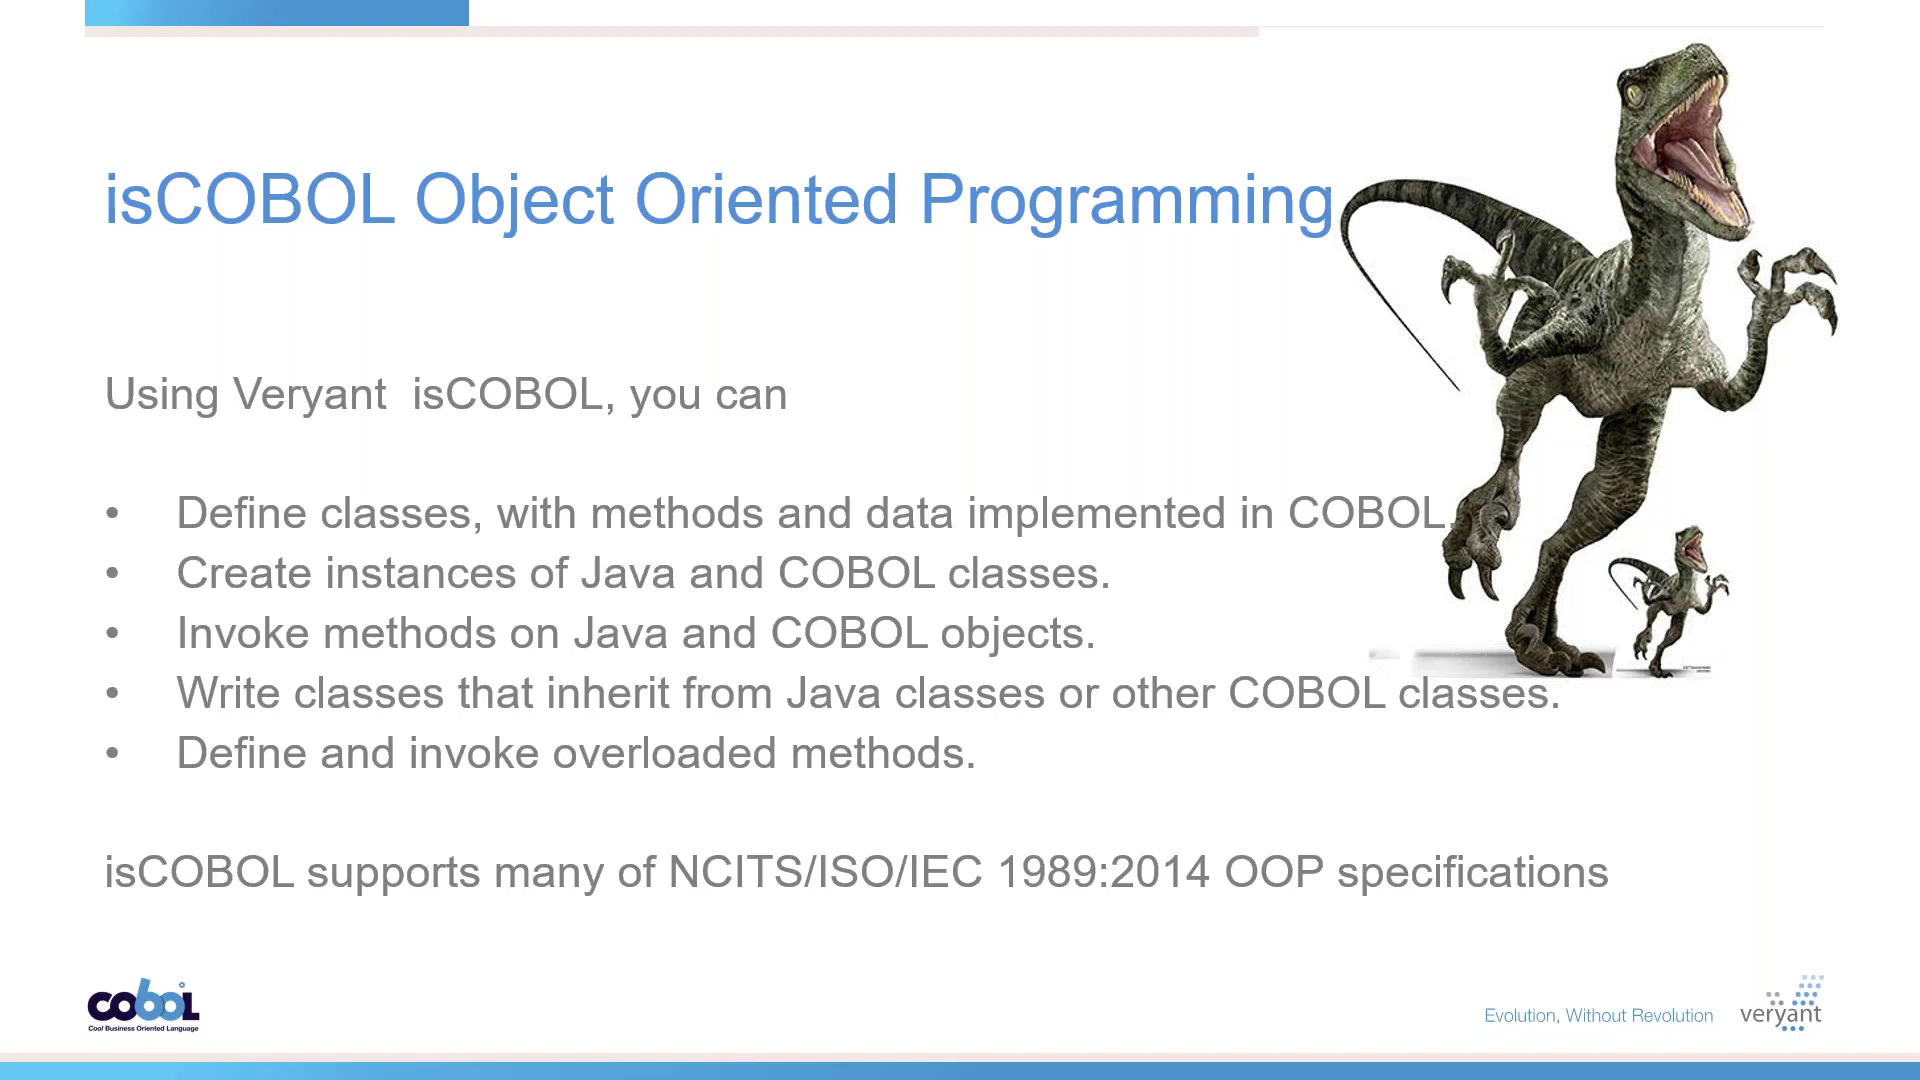 isCOBOL Object Oriented Programming
Using Veryant  isCOBOL, you can
• Define classes, with methods and data implemented in COBOL.
• Create instances of Java and COBOL classes.
• Invoke methods on Java and COBOL objects.
• Write classes that inherit from Java classes or other COBOL classes.
• Define and invoke overloaded methods.
isCOBOL supports many of NCITS/ISO/IEC 1989:2014 OOP specifications
cobol
Cool Business Oriented Language
Evolution, Without Revolution
veryant